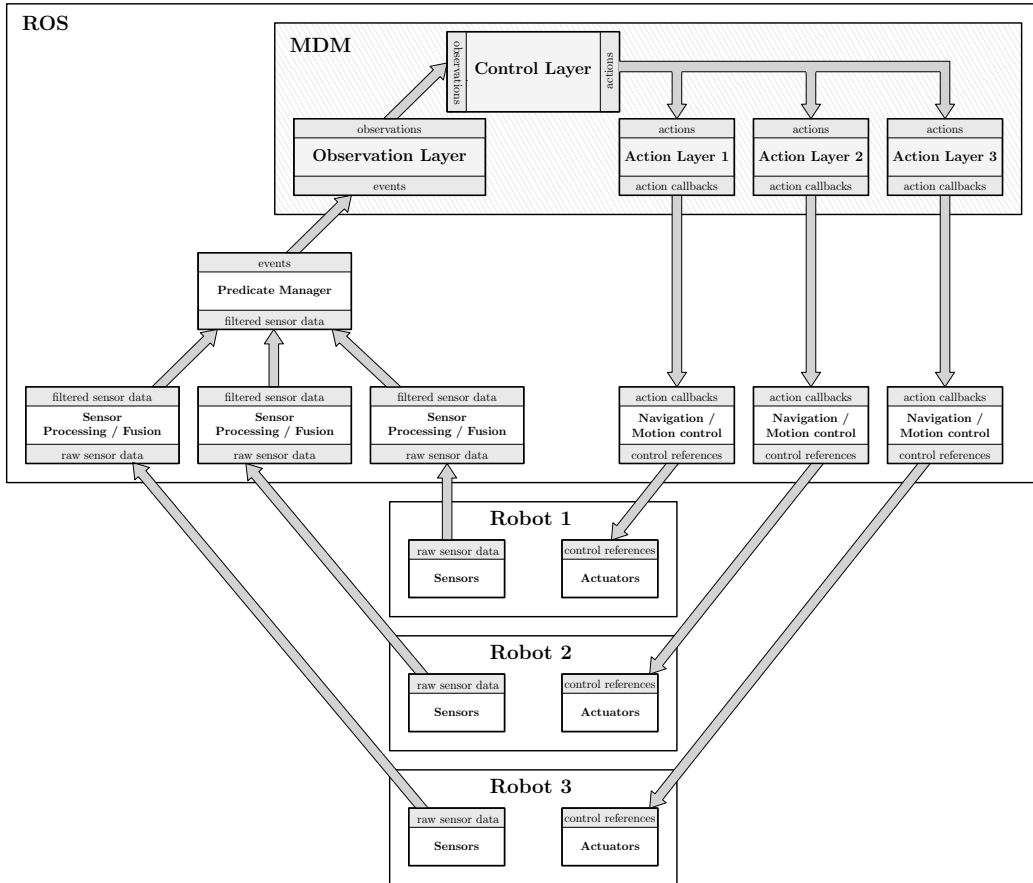 ROS
MDM
observations
Control Layer
actions
observations
Observation Layer
events
actions
Action Layer 1
action callbacks
actions
Action Layer 2
action callbacks
actions
Action Layer 3
action callbacks
events
Predicate Manager
filtered sensor data
filtered sensor data
Sensor
Processing / Fusion
raw sensor data
filtered sensor data
Sensor
Processing / Fusion
raw sensor data
filtered sensor data
Sensor
Processing / Fusion
raw sensor data
action callbacks
Navigation /
Motion control
control references
action callbacks
Navigation /
Motion control
control references
action callbacks
Navigation /
Motion control
control references
Robot 1
raw sensor data
Sensors
control references
Actuators
Robot 2
raw sensor data
Sensors
control references
Actuators
Robot 3
raw sensor data
Sensors
control references
Actuators